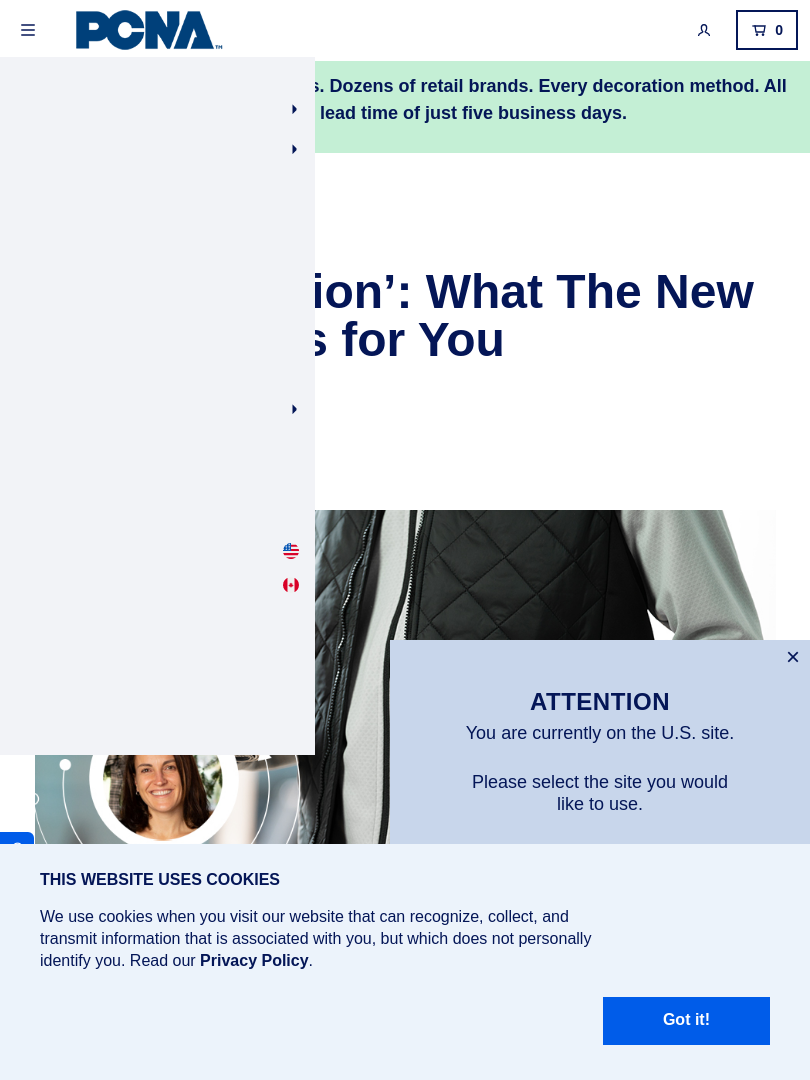 PCNA™
0
s. Dozens of retail brands. Every decoration method. All
lead time of just five business days.
ion’: What The New
s for You
ATTENTION
You are currently on the U.S. site.
Please select the site you would
like to use.
THIS WEBSITE USES COOKIES
We use cookies when you visit our website that can recognize, collect, and
transmit information that is associated with you, but which does not personally
identify you. Read our Privacy Policy.
Got it!